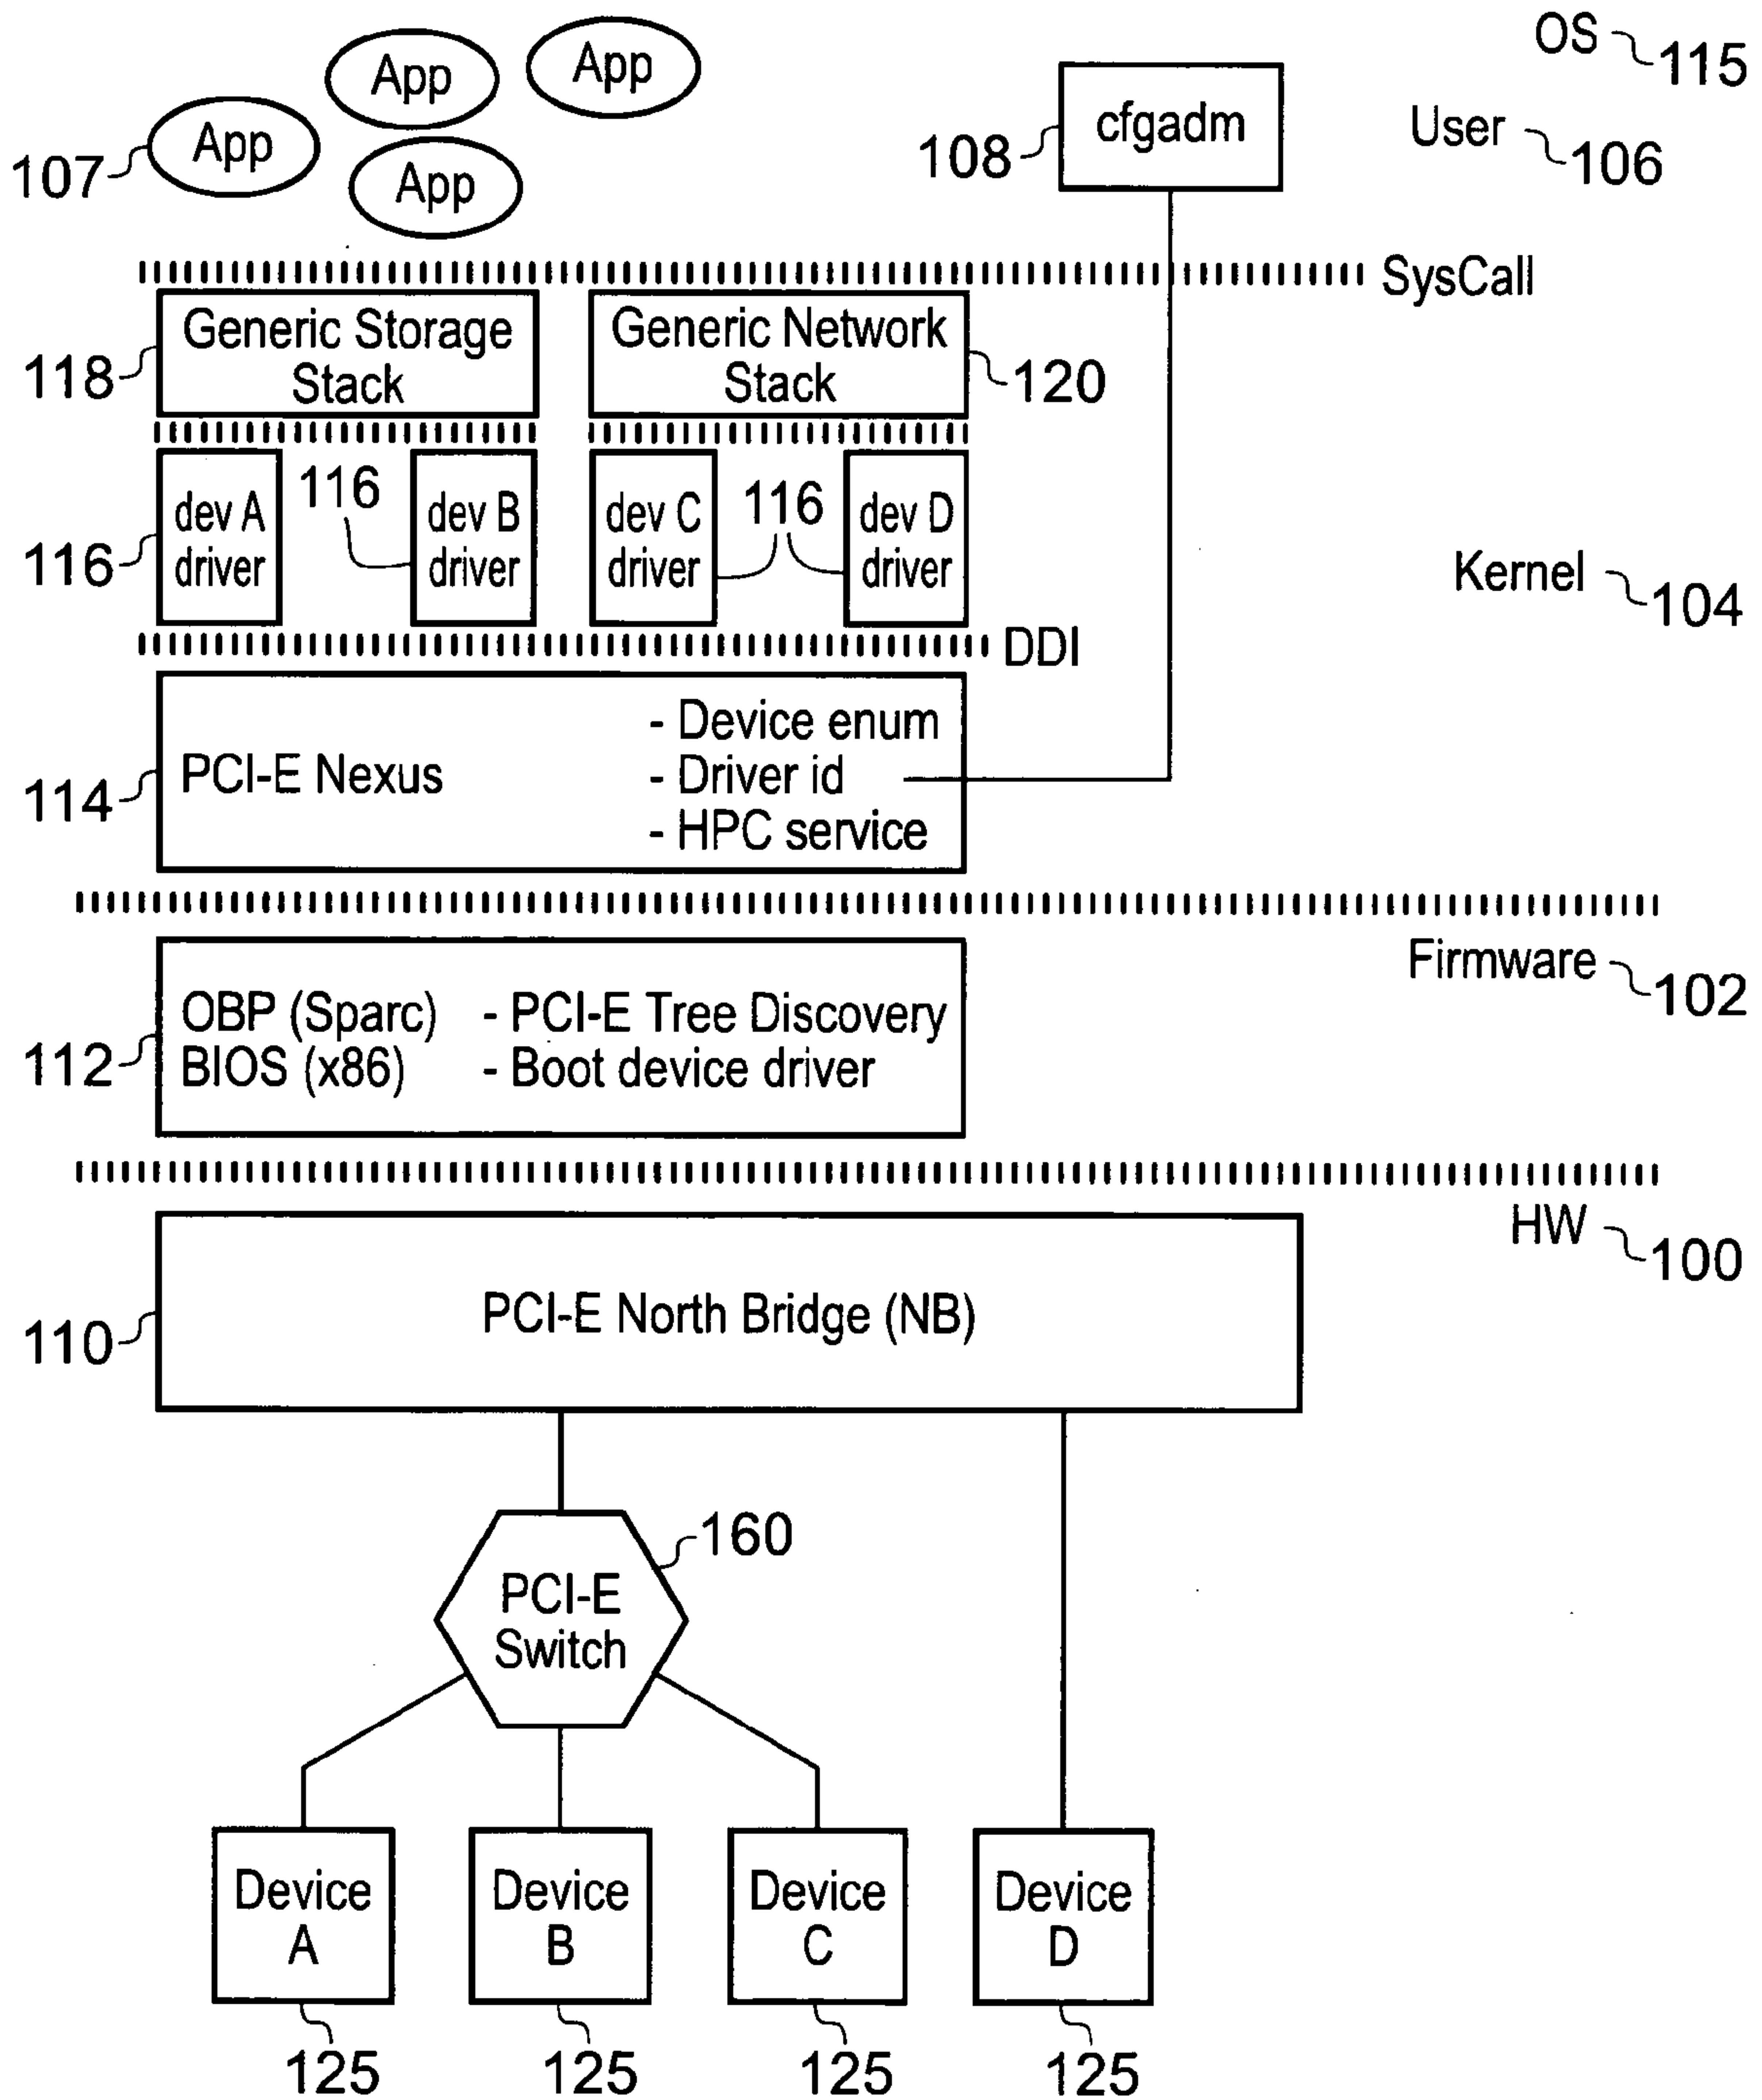 OS 115
App
App
App
App
107
cfgadm
108
User 106
SysCall
Generic Storage
Stack
118
Generic Network
Stack
120
dev A
driver
116
116
dev B
driver
dev C
driver
116
dev D
driver
Kernel 104
DDI
PCI-E Nexus
- Device enum
- Driver id
- HPC service
114
Firmware 102
OBP (Sparc) - PCI-E Tree Discovery
BIOS (x86) - Boot device driver
112
HW 100
PCI-E North Bridge (NB)
110
160
PCI-E
Switch
Device
A
Device
B
Device
C
Device
D
125
125
125
125